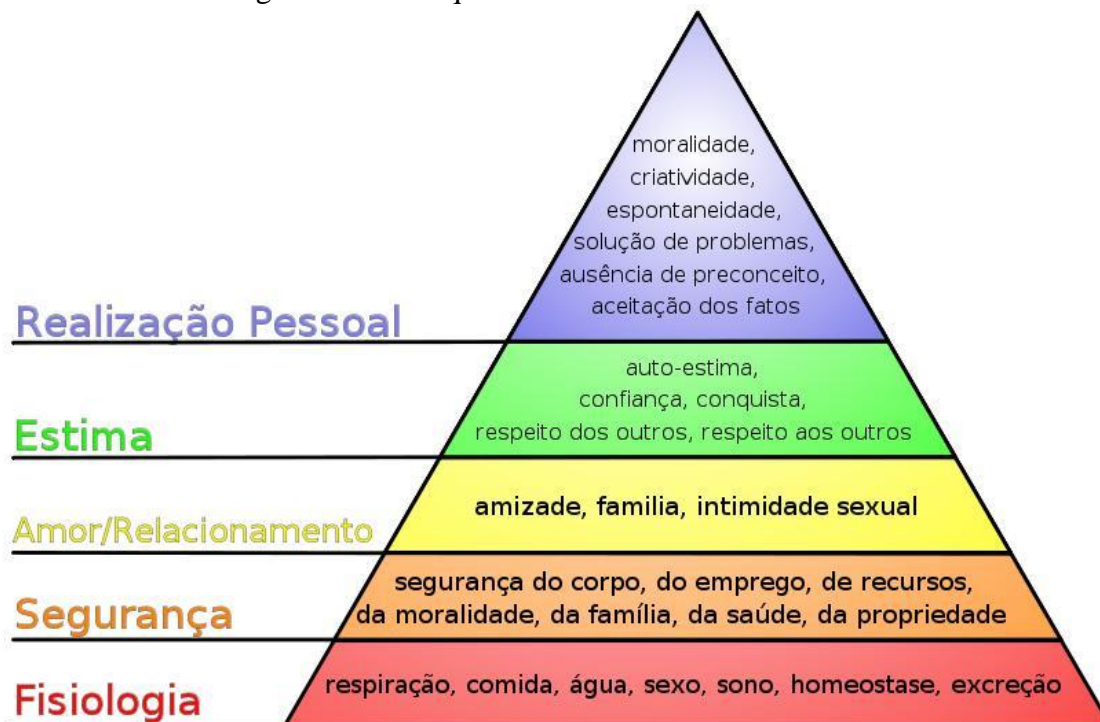 moralidade,
criatividade,
espontaneidade,
solução de problemas,
ausência de preconceito,
aceitação dos fatos
Realização Pessoal
auto-estima,
confiança, conquista,
respeito dos outros, respeito aos outros
Estima
amizade, familia, intimidade sexual
Amor/Relacionamento
segurança do corpo, do emprego, de recursos,
da moralidade, da família, da saúde, da propriedade
Segurança
respiração, comida, água, sexo, sono, homeostase, excreção
Fisiologia